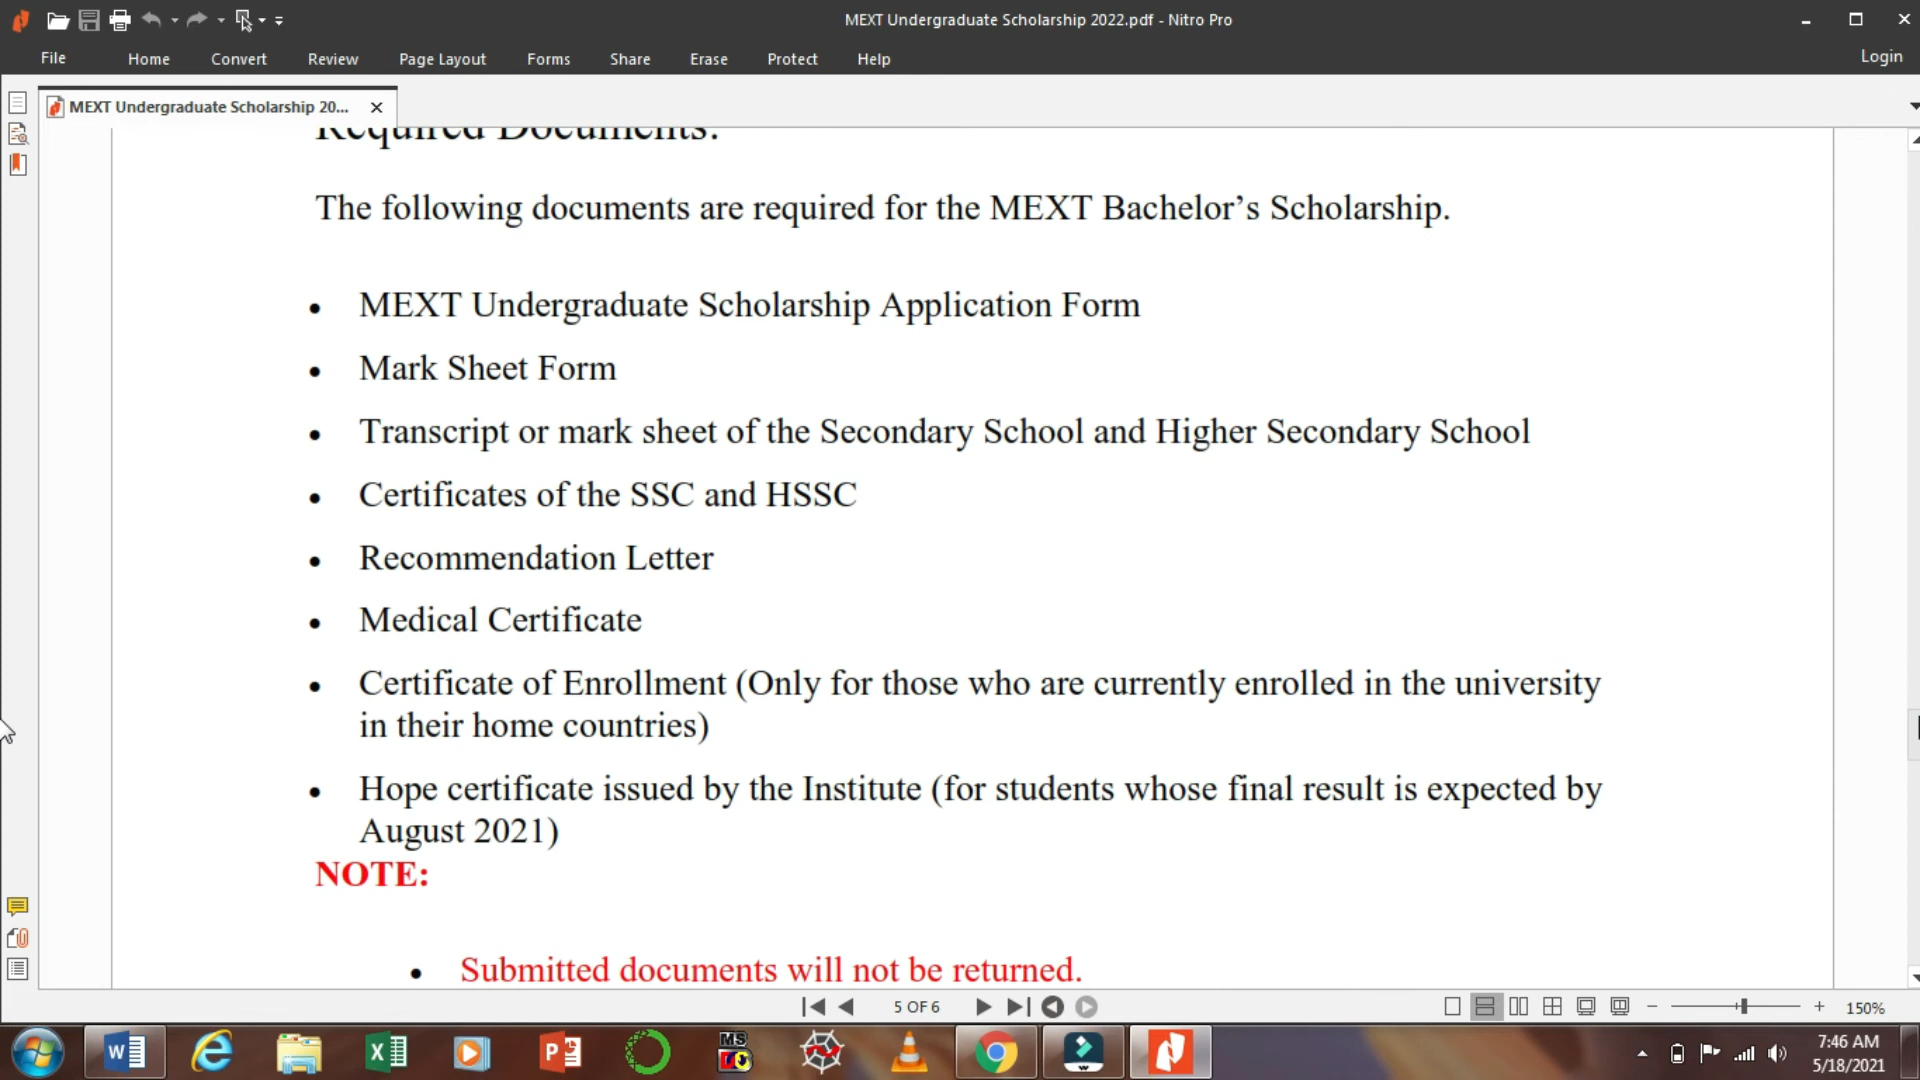 MEXT Undergraduate Scholarship 2022.pdf - Nitro Pro
File Home Convert Review Page Layout Forms Share Erase Protect Help Login
MEXT Undergraduate Scholarship 20...
Required Documents:
The following documents are required for the MEXT Bachelor’s Scholarship.
• MEXT Undergraduate Scholarship Application Form
• Mark Sheet Form
• Transcript or mark sheet of the Secondary School and Higher Secondary School
• Certificates of the SSC and HSSC
• Recommendation Letter
• Medical Certificate
• Certificate of Enrollment (Only for those who are currently enrolled in the university
in their home countries)
• Hope certificate issued by the Institute (for students whose final result is expected by
August 2021)
NOTE:
• Submitted documents will not be returned.
5 OF 6
150%
MS
7:46 AM
5/18/2021